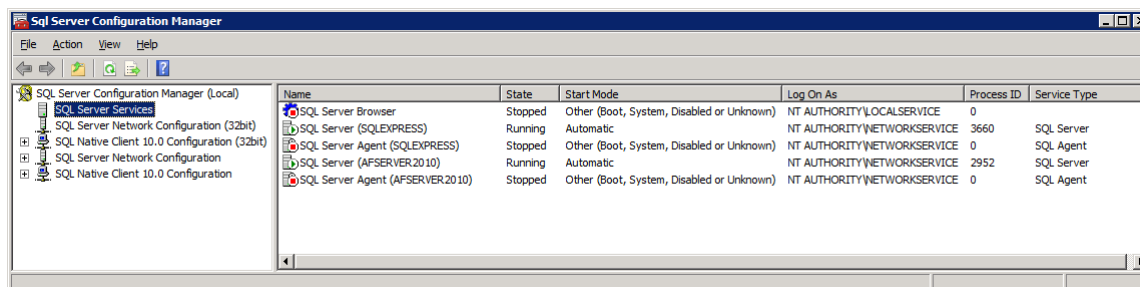 Sql Server Configuration Manager
File Action View Help
SQL Server Configuration Manager (Local)
SQL Server Services
SQL Server Network Configuration (32bit)
SQL Native Client 10.0 Configuration (32bit)
SQL Server Network Configuration
SQL Native Client 10.0 Configuration
Name State Start Mode Log On As Process ID Service Type
SQL Server Browser Stopped Other (Boot, System, Disabled or Unknown) NT AUTHORITY\LOCALSERVICE 0
SQL Server (SQLEXPRESS) Running Automatic NT AUTHORITY\NETWORKSERVICE 3660 SQL Server
SQL Server Agent (SQLEXPRESS) Stopped Other (Boot, System, Disabled or Unknown) NT AUTHORITY\NETWORKSERVICE 0 SQL Agent
SQL Server (AFSERVER2010) Running Automatic NT AUTHORITY\NETWORKSERVICE 2952 SQL Server
SQL Server Agent (AFSERVER2010) Stopped Other (Boot, System, Disabled or Unknown) NT AUTHORITY\NETWORKSERVICE 0 SQL Agent